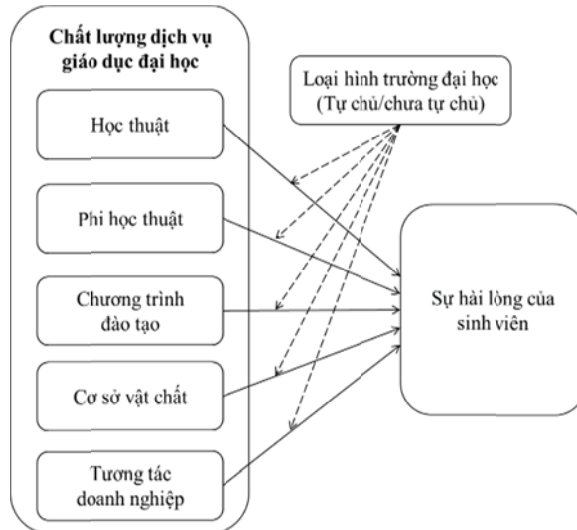 Chất lượng dịch vụ
giáo dục đại học
Loại hình trường đại học
(Tự chủ/chưa tự chủ)
Học thuật
Phi học thuật
Chương trình
đào tạo
Cơ sở vật chất
Tương tác
doanh nghiệp
Sự hài lòng của
sinh viên